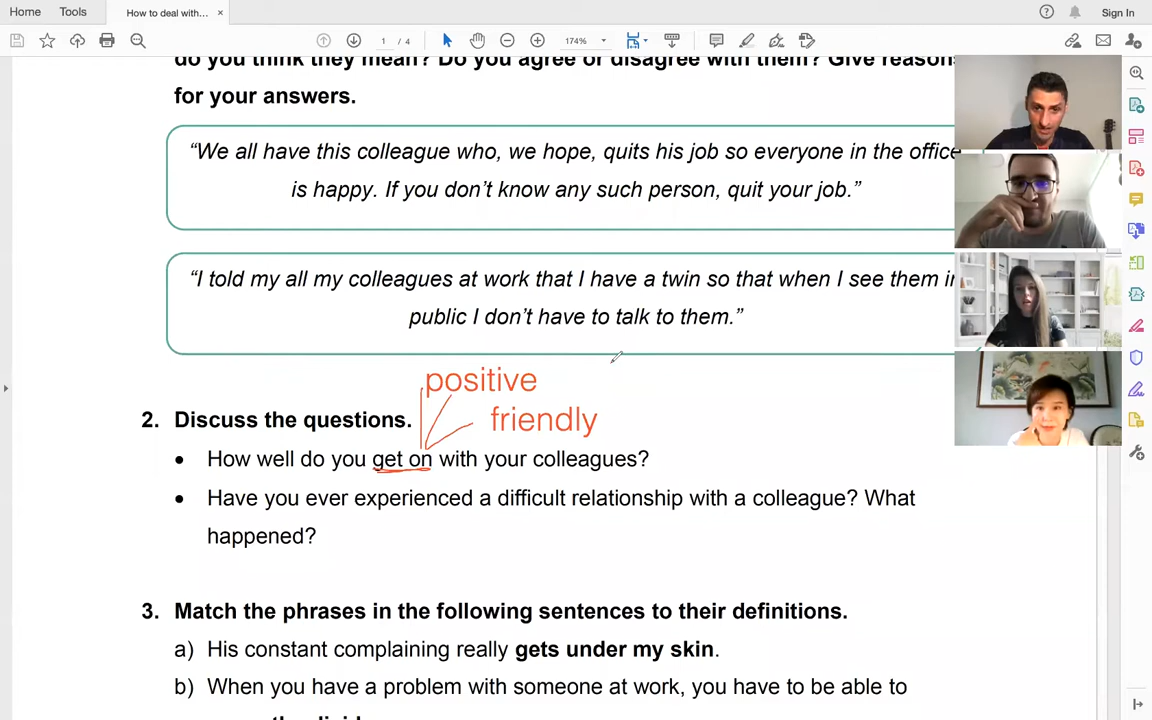 Home Tools How to deal with... × Sign In
1 / 4 174%
do you think they mean? Do you agree or disagree with them? Give reasons
for your answers.
“We all have this colleague who, we hope, quits his job so everyone in the office
is happy. If you don’t know any such person, quit your job.”
“I told my all my colleagues at work that I have a twin so that when I see them in
public I don’t have to talk to them.”
positive
friendly
2. Discuss the questions.
• How well do you get on with your colleagues?
• Have you ever experienced a difficult relationship with a colleague? What
happened?
3. Match the phrases in the following sentences to their definitions.
a) His constant complaining really gets under my skin.
b) When you have a problem with someone at work, you have to be able to